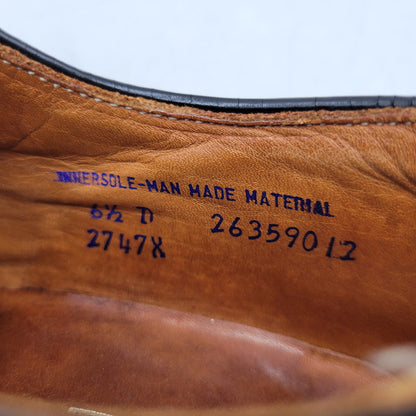 INNERSOLE-MAN MADE MATERIAL
6½ D 26359012
2747X